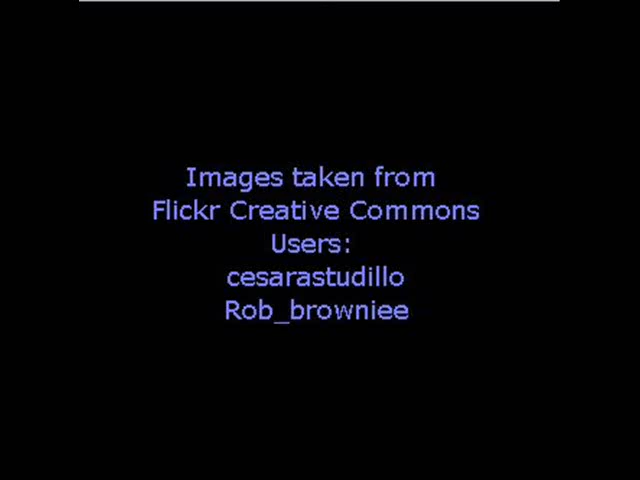 Images taken from
Flickr Creative Commons
Users:
cesarastudillo
Rob_browniee